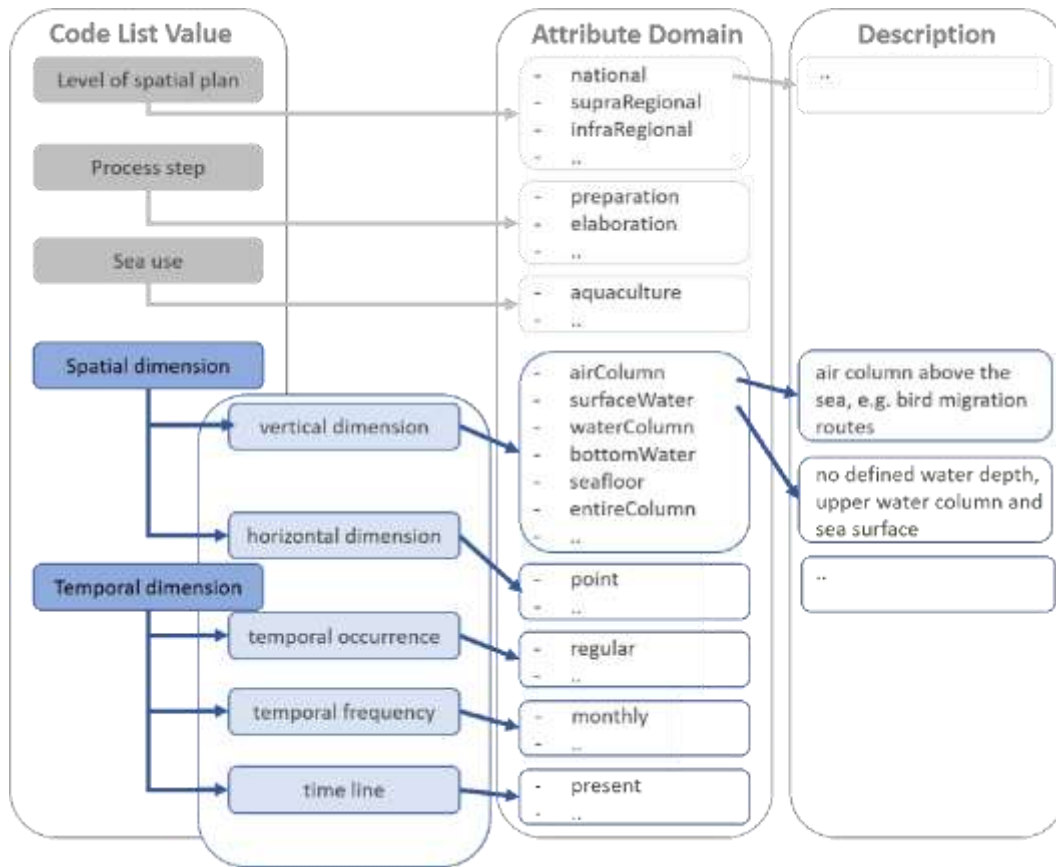 Code List Value
Level of spatial plan
Process step
Sea use
Spatial dimension
vertical dimension
horizontal dimension
Temporal dimension
temporal occurrence
temporal frequency
time line
Attribute Domain
- national
- supraRegional
- infraRegional
- ..
- preparation
- elaboration
- ..
- aquaculture
- ..
- airColumn
- surfaceWater
- waterColumn
- bottomWater
- seafloor
- entireColumn
- ..
- point
- ..
- regular
- ..
- monthly
- ..
- present
- ..
Description
..
air column above the
sea, e.g. bird migration
routes
no defined water depth,
upper water column and
sea surface
..